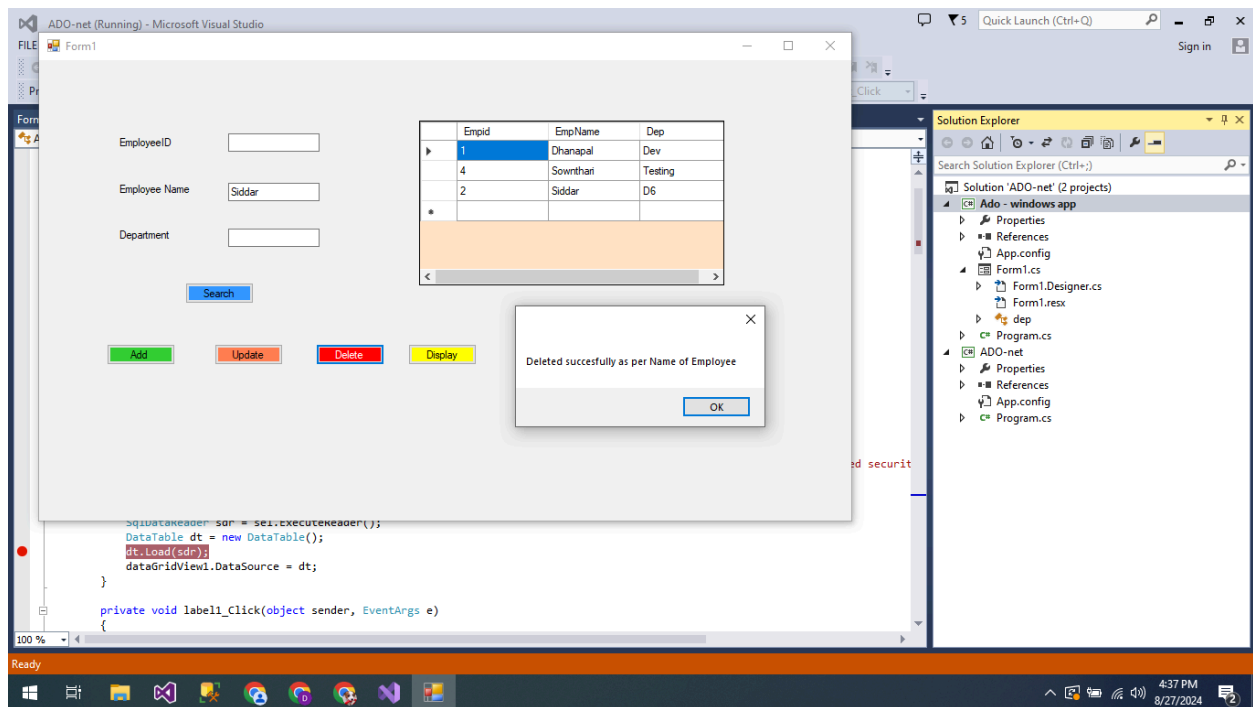 ADO-net (Running) - Microsoft Visual Studio
5
Quick Launch (Ctrl+Q)
FILE
Form1
Sign in
Pr
_Click
Form
A
EmployeeID
Employee Name
Siddar
Department
Search
Add
Update
Delete
Display
Empid EmpName Dep
1 Dhanapal Dev
4 Sownthari Testing
2 Siddar D6
Deleted succesfully as per Name of Employee
OK
ed securit
SqlDataReader sdr = sel.ExecuteReader();
DataTable dt = new DataTable();
dt.Load(sdr);
dataGridView1.DataSource = dt;
}
private void label1_Click(object sender, EventArgs e)
{
100 %
Solution Explorer
Search Solution Explorer (Ctrl+;)
Solution 'ADO-net' (2 projects)
C# Ado - windows app
Properties
References
App.config
Form1.cs
Form1.Designer.cs
Form1.resx
dep
C# Program.cs
C# ADO-net
Properties
References
App.config
C# Program.cs
Ready
4:37 PM
8/27/2024
2